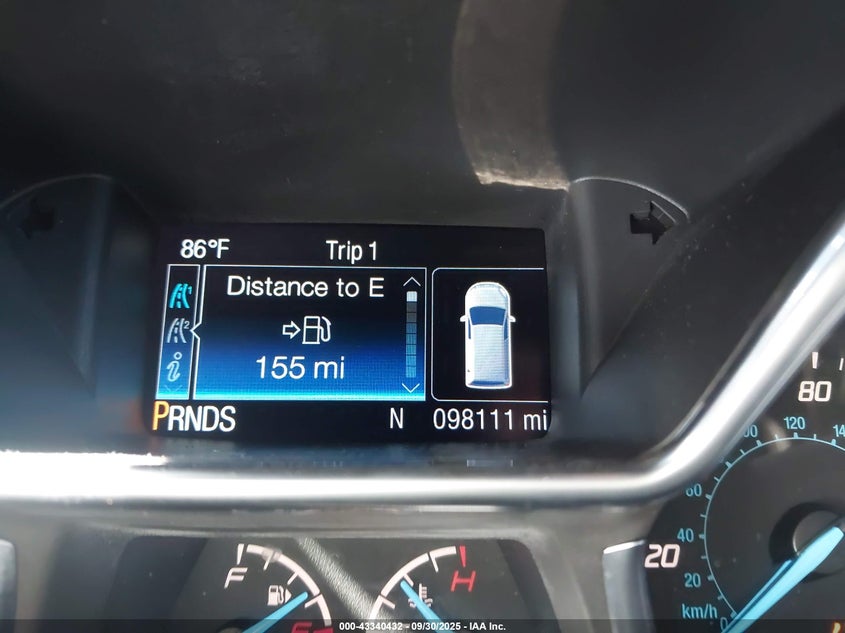 86°F Trip 1
Distance to E
155 mi
PRNDS N 098111 mi
F H
80
120
60
40 20
20
km/h
0
000-43340432 - 09/30/2025 - IAA Inc.